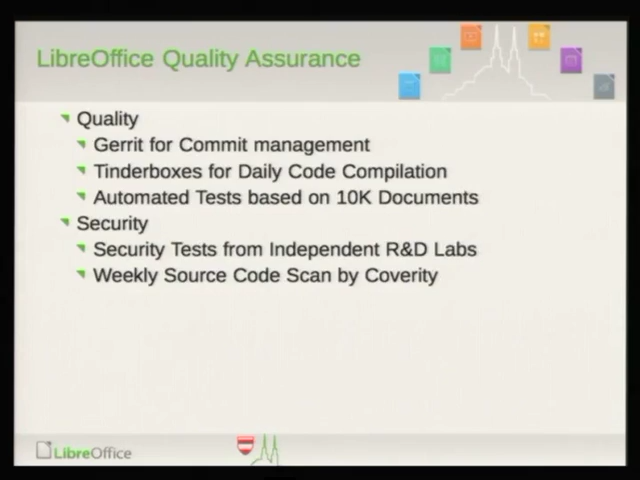 LibreOffice Quality Assurance
Quality
Gerrit for Commit management
Tinderboxes for Daily Code Compilation
Automated Tests based on 10K Documents
Security
Security Tests from Independent R&D Labs
Weekly Source Code Scan by Coverity
LibreOffice